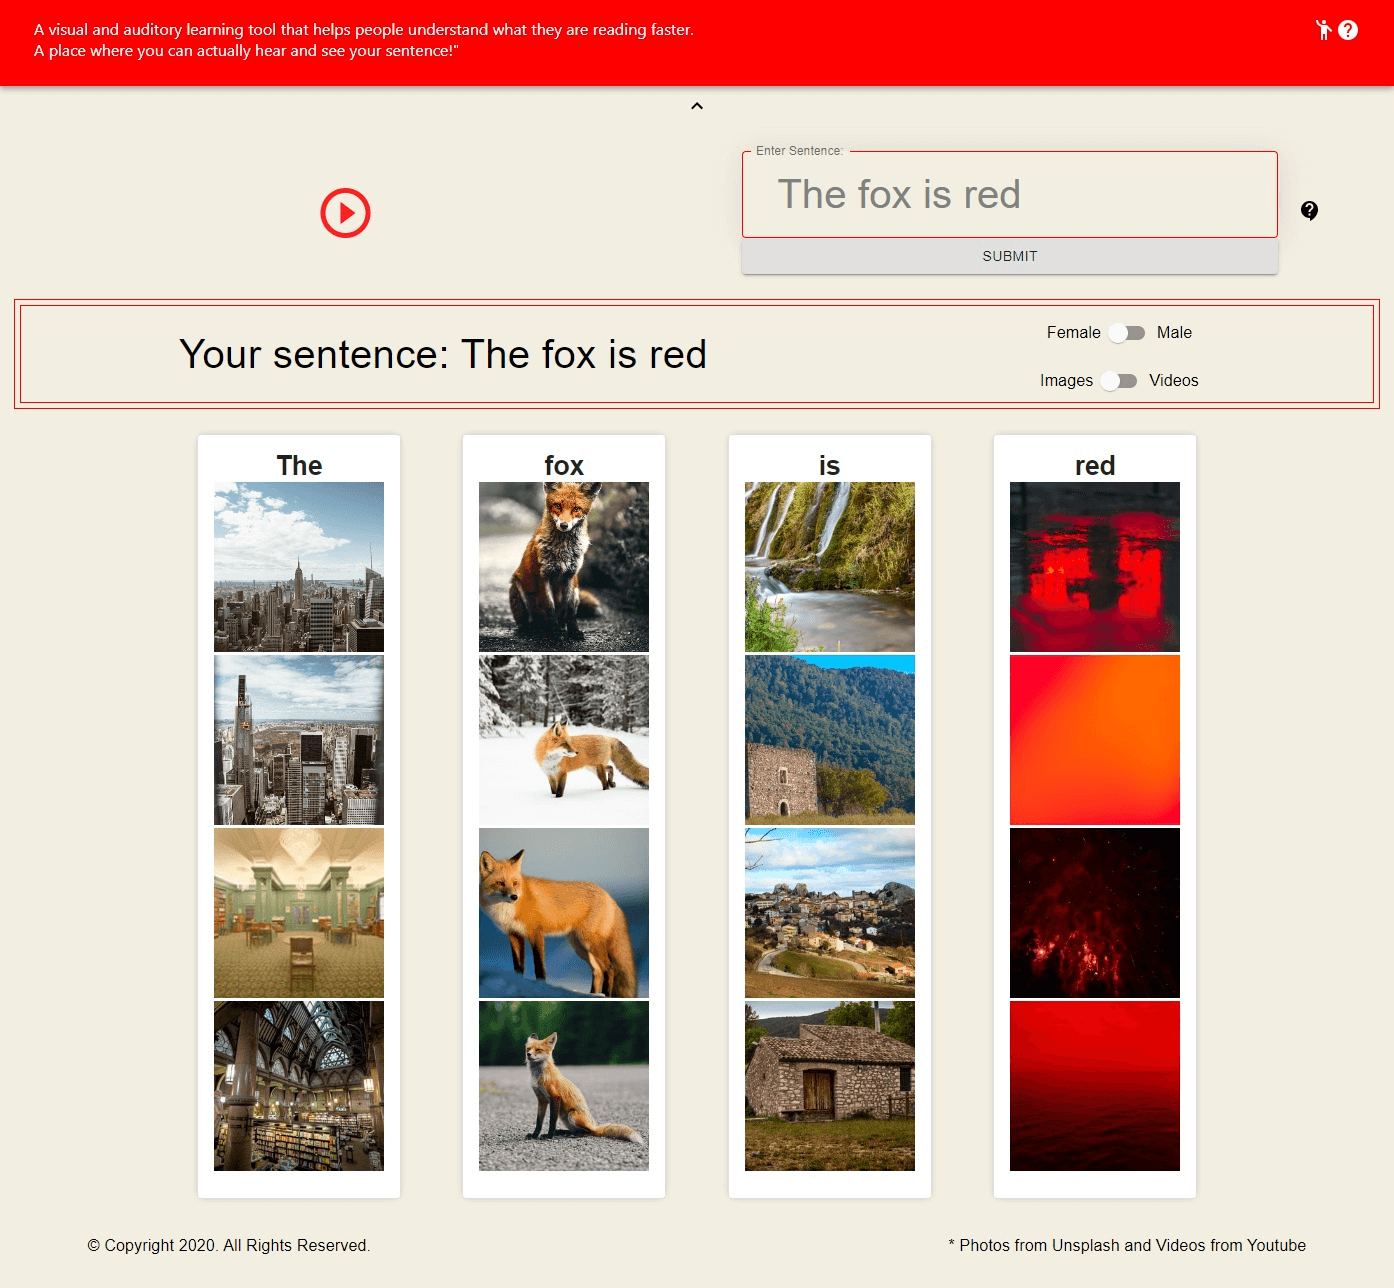 A visual and auditory learning tool that helps people understand what they are reading faster.
A place where you can actually hear and see your sentence!"
Enter Sentence:
The fox is red
SUBMIT
Your sentence: The fox is red
Female Male
Images Videos
The
fox
is
red
© Copyright 2020. All Rights Reserved.
* Photos from Unsplash and Videos from Youtube